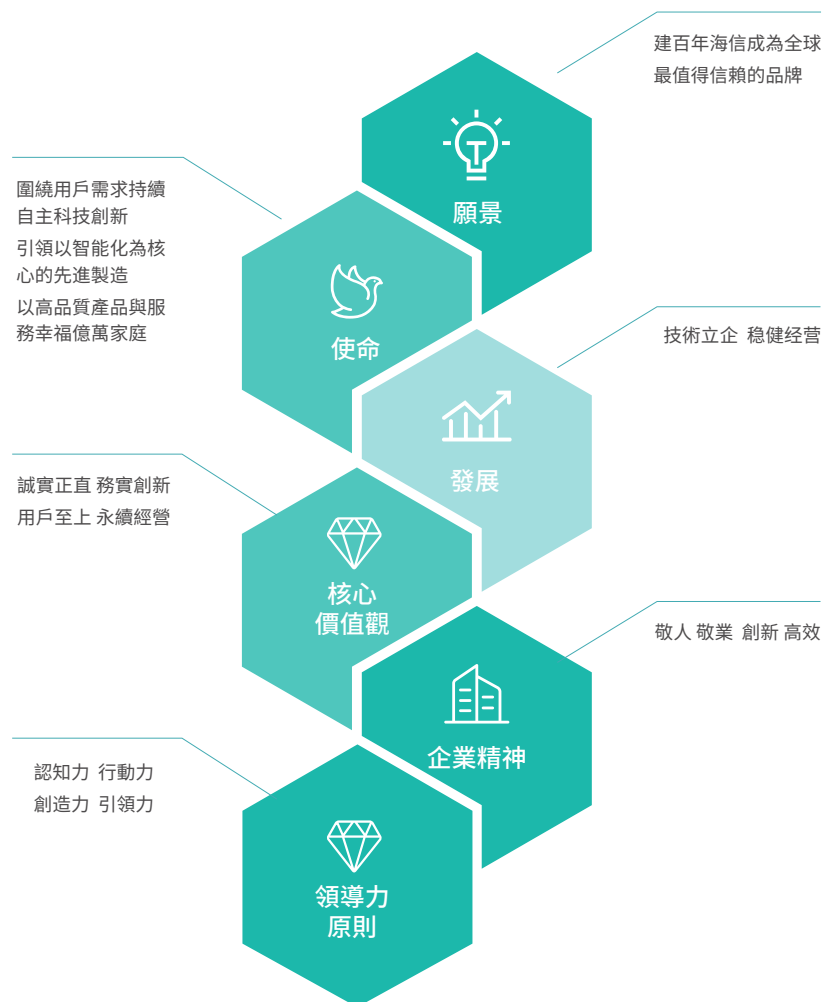 建百年海信成為全球
最值得信賴的品牌
願景
圍繞用戶需求持續
自主科技創新
引領以智能化為核
心的先進製造
以高品質產品與服
務幸福億萬家庭
使命
技術立企 稳健经营
發展
誠實正直 務實創新
用戶至上 永續經營
核心
價值觀
敬人 敬業 創新 高效
企業精神
認知力 行動力
創造力 引領力
領導力
原則